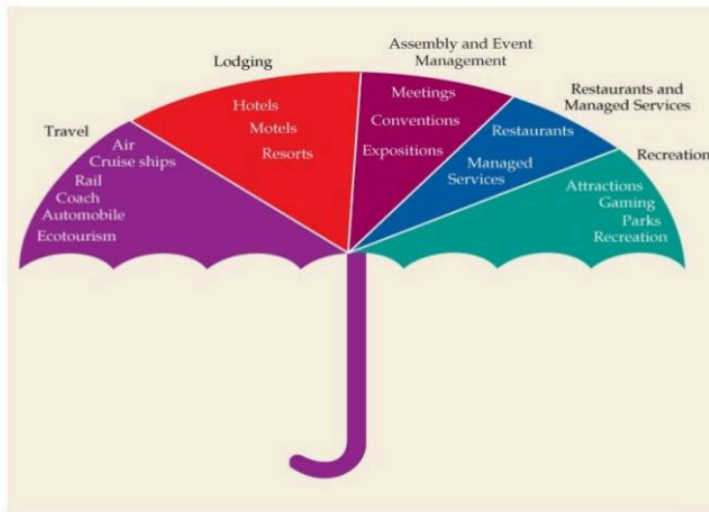 Travel
Air
Cruise ships
Rail
Coach
Automobile
Ecotourism
Lodging
Hotels
Motels
Resorts
Assembly and Event
Management
Meetings
Conventions
Expositions
Restaurants and
Managed Services
Restaurants
Managed
Services
Recreation
Attractions
Gaming
Parks
Recreation